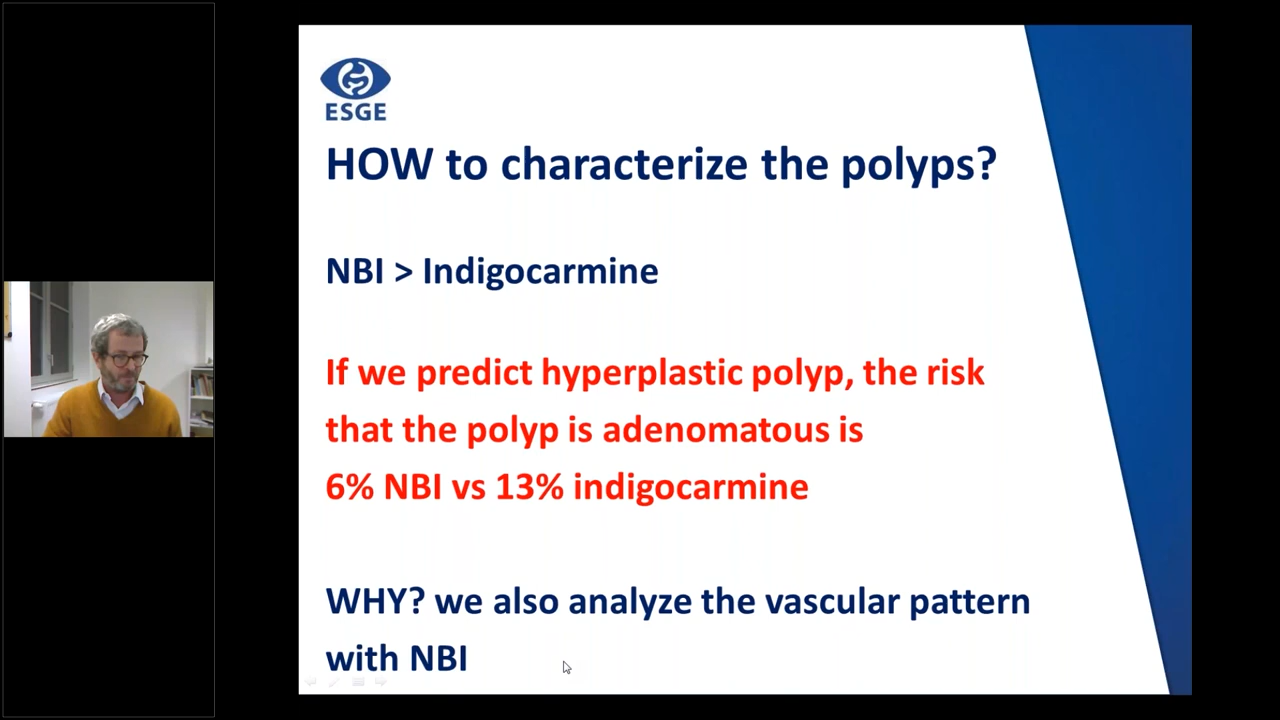 ESGE
HOW to characterize the polyps?
NBI > Indigocarmine
If we predict hyperplastic polyp, the risk
that the polyp is adenomatous is
6% NBI vs 13% indigocarmine
WHY? we also analyze the vascular pattern
with NBI